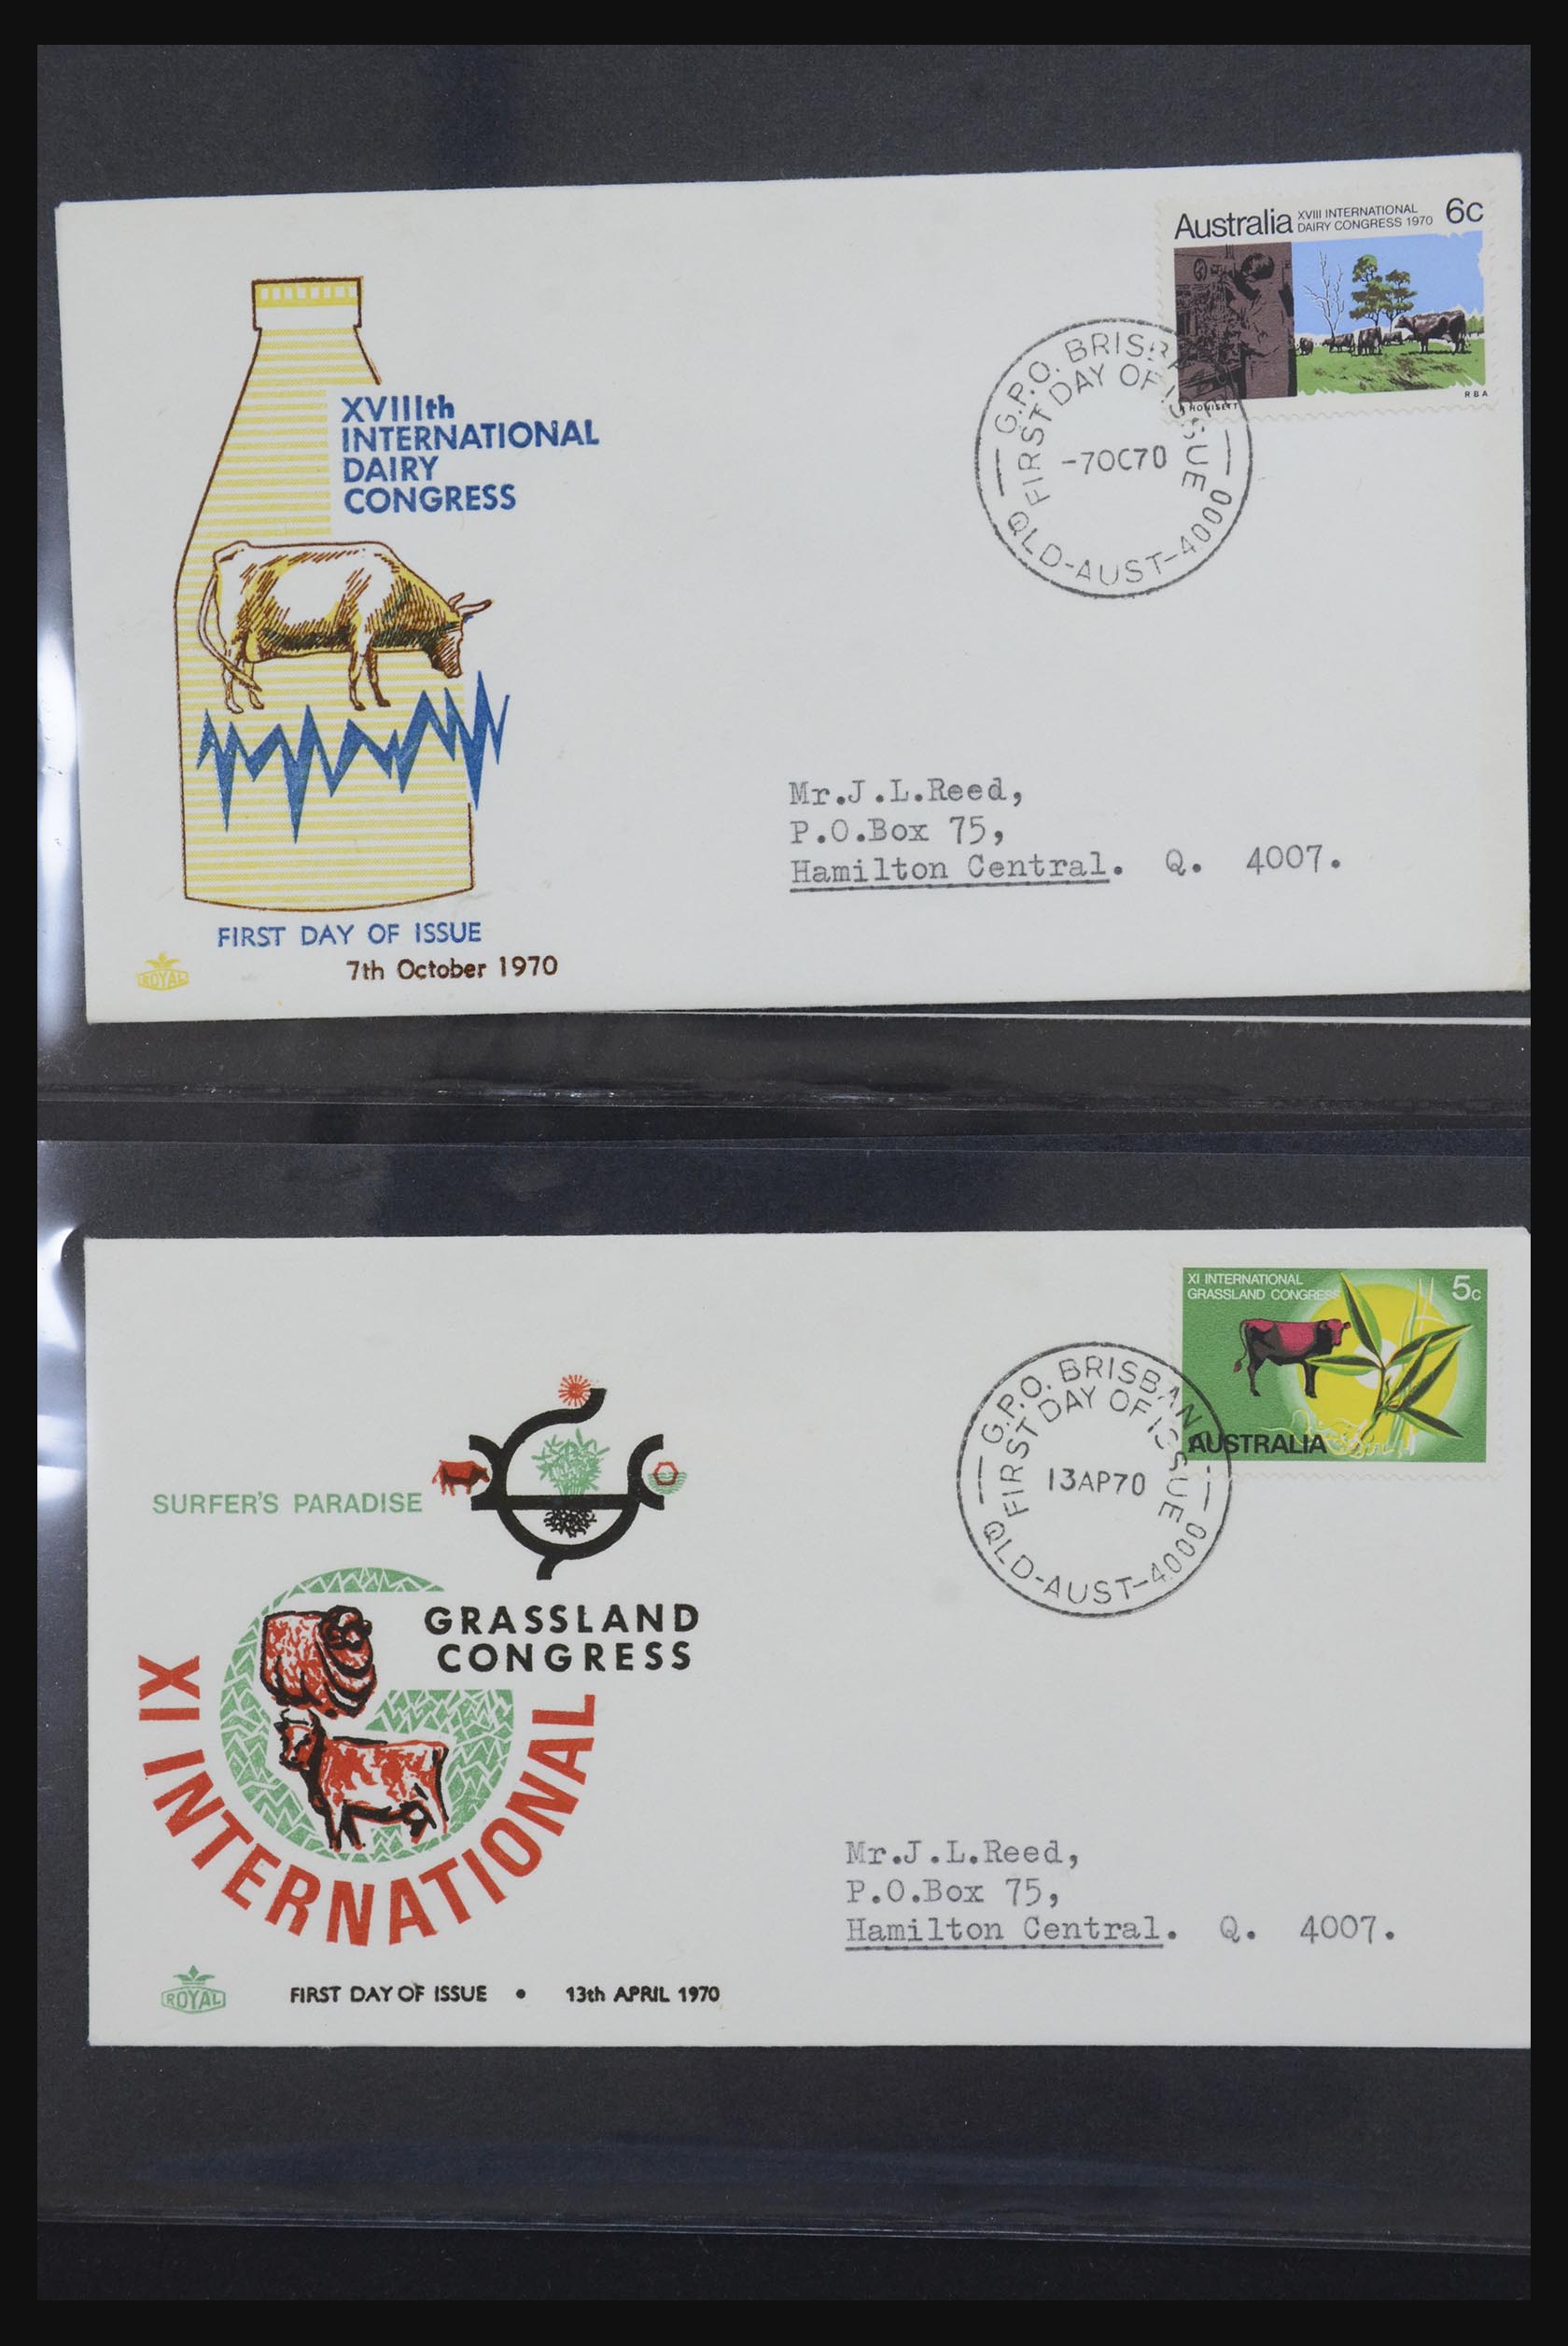 Australia XVIII INTERNATIONAL
DAIRY CONGRESS 1970 6c
HONISETT
RBA
G.P.O. BRISBA
FIRST DAY OF ISSUE
-7OC70
QLD-AUST-4000
XVIIIth
INTERNATIONAL
DAIRY
CONGRESS
Mr.J.L.Reed,
P.O.Box 75,
Hamilton Central. Q. 4007.
FIRST DAY OF ISSUE
7th October 1970
ROYAL
XI INTERNATIONAL
GRASSLAND CONGRESS 5c
AUSTRALIA
G.P.O. BRISBAN
FIRST DAY OF ISSUE
13AP70
QLD-AUST-4000
SURFER'S PARADISE
GRASSLAND
CONGRESS
XI INTERNATIONAL
Mr.J.L.Reed,
P.O.Box 75,
Hamilton Central. Q. 4007.
ROYAL
FIRST DAY OF ISSUE • 13th APRIL 1970